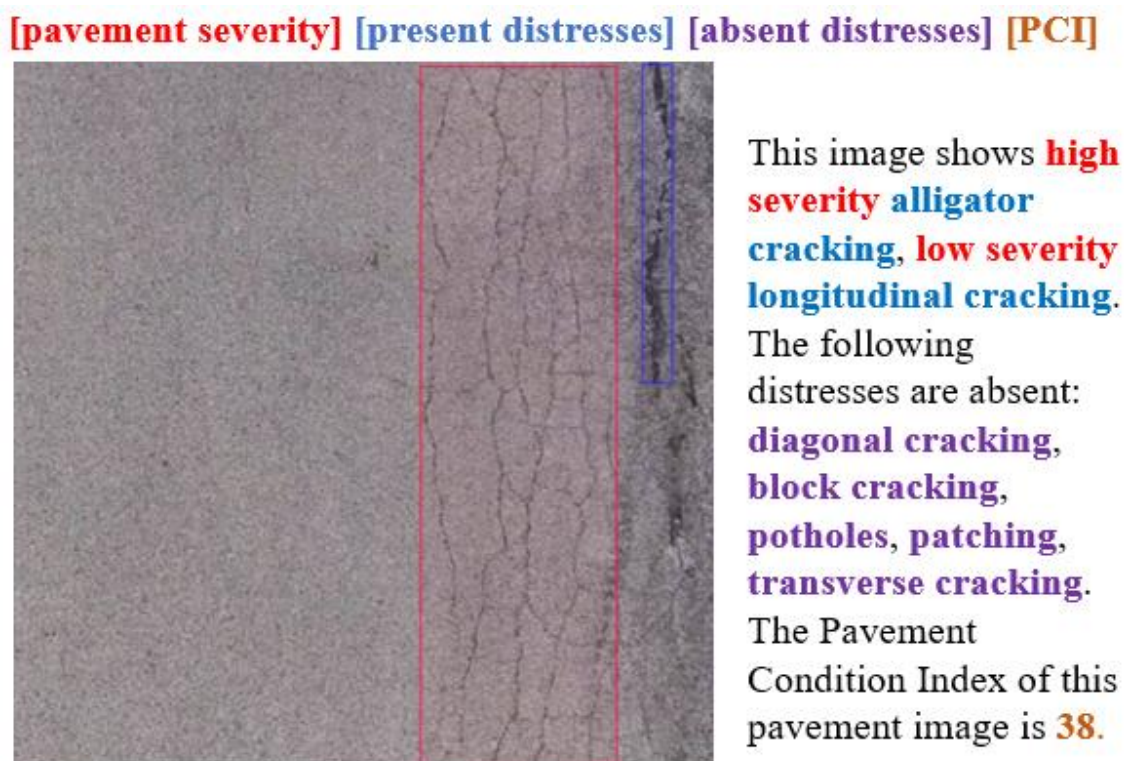 [pavement severity] [present distresses] [absent distresses] [PCI]
This image shows high
severity alligator
cracking, low severity
longitudinal cracking.
The following
distresses are absent:
diagonal cracking,
block cracking,
potholes, patching,
transverse cracking.
The Pavement
Condition Index of this
pavement image is 38.